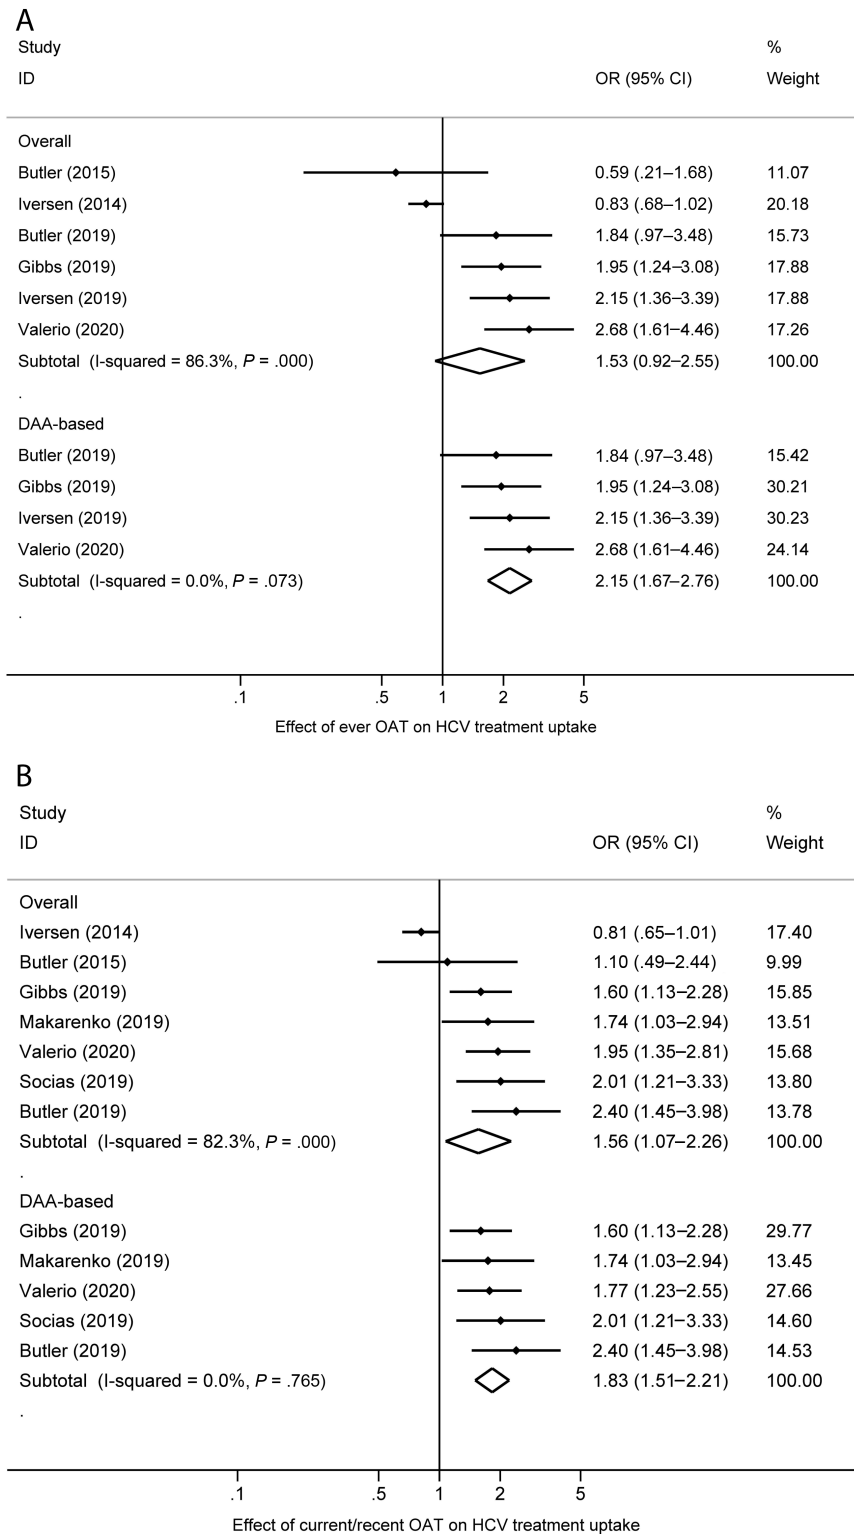 A
Study %
ID OR (95% CI) Weight
Overall
Butler (2015) 0.59 (.21–1.68) 11.07
Iversen (2014) 0.83 (.68–1.02) 20.18
Butler (2019) 1.84 (.97–3.48) 15.73
Gibbs (2019) 1.95 (1.24–3.08) 17.88
Iversen (2019) 2.15 (1.36–3.39) 17.88
Valerio (2020) 2.68 (1.61–4.46) 17.26
Subtotal (I-squared = 86.3%, P = .000) 1.53 (0.92–2.55) 100.00
.
DAA-based
Butler (2019) 1.84 (.97–3.48) 15.42
Gibbs (2019) 1.95 (1.24–3.08) 30.21
Iversen (2019) 2.15 (1.36–3.39) 30.23
Valerio (2020) 2.68 (1.61–4.46) 24.14
Subtotal (I-squared = 0.0%, P = .073) 2.15 (1.67–2.76) 100.00
.
.1 .5 1 2 5
Effect of ever OAT on HCV treatment uptake
B
Study %
ID OR (95% CI) Weight
Overall
Iversen (2014) 0.81 (.65–1.01) 17.40
Butler (2015) 1.10 (.49–2.44) 9.99
Gibbs (2019) 1.60 (1.13–2.28) 15.85
Makarenko (2019) 1.74 (1.03–2.94) 13.51
Valerio (2020) 1.95 (1.35–2.81) 15.68
Socias (2019) 2.01 (1.21–3.33) 13.80
Butler (2019) 2.40 (1.45–3.98) 13.78
Subtotal (I-squared = 82.3%, P = .000) 1.56 (1.07–2.26) 100.00
.
DAA-based
Gibbs (2019) 1.60 (1.13–2.28) 29.77
Makarenko (2019) 1.74 (1.03–2.94) 13.45
Valerio (2020) 1.77 (1.23–2.55) 27.66
Socias (2019) 2.01 (1.21–3.33) 14.60
Butler (2019) 2.40 (1.45–3.98) 14.53
Subtotal (I-squared = 0.0%, P = .765) 1.83 (1.51–2.21) 100.00
.
.1 .5 1 2 5
Effect of current/recent OAT on HCV treatment uptake